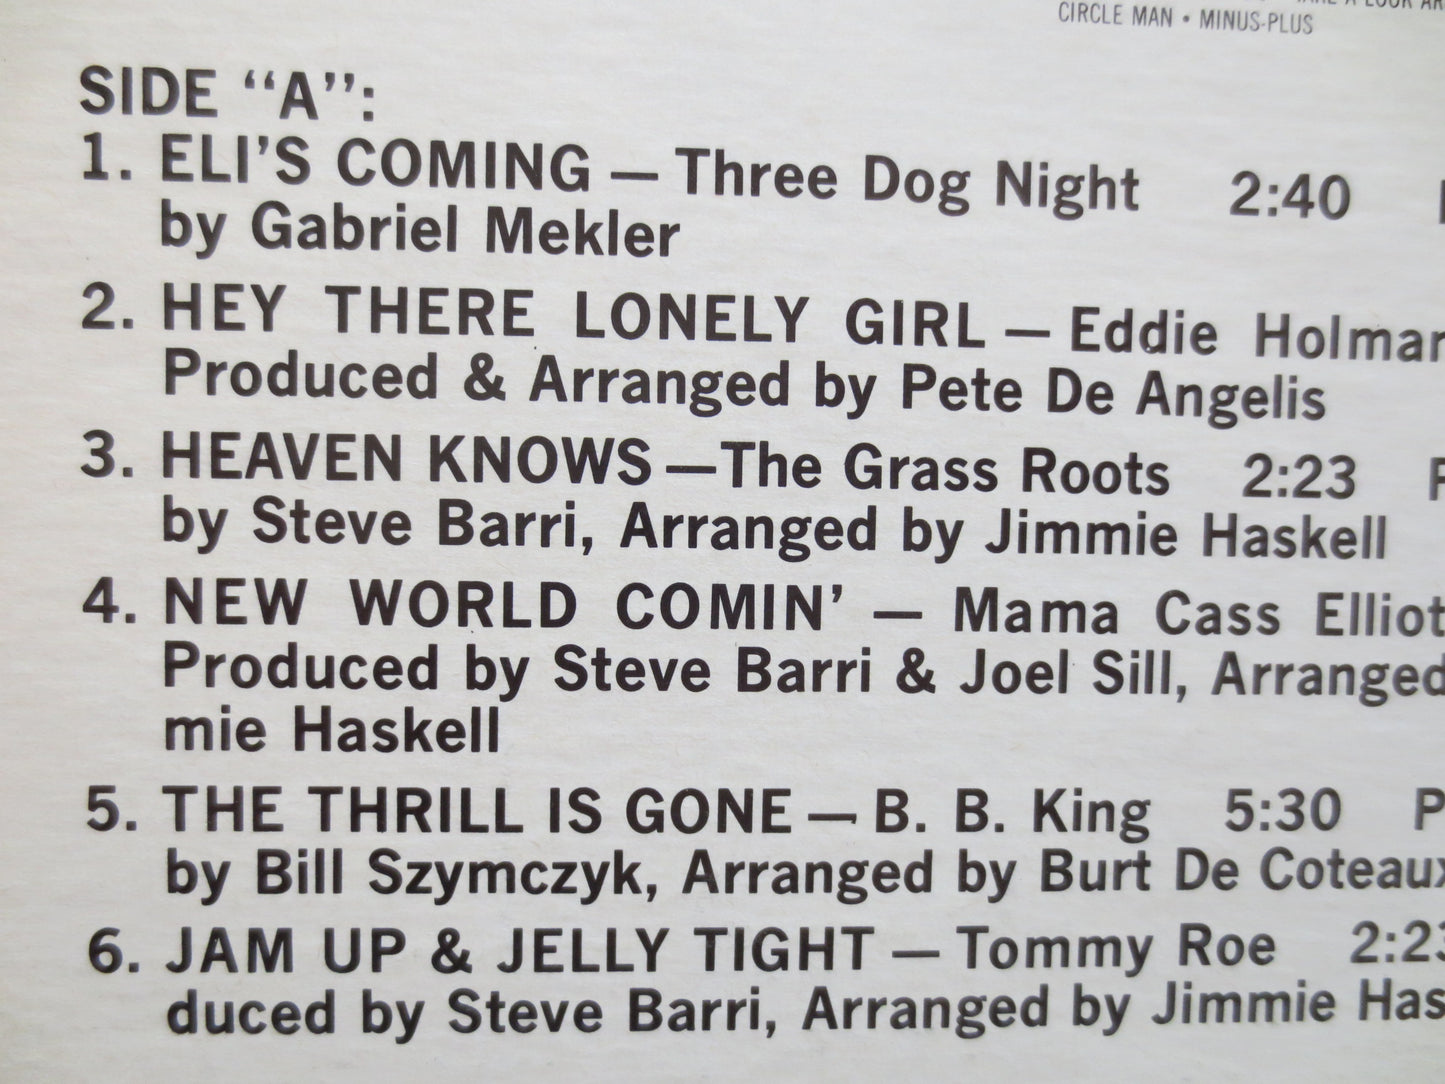 CIRCLE MAN • MINUS-PLUS
SIDE "A":
1. ELI'S COMING — Three Dog Night 2:40
by Gabriel Mekler
2. HEY THERE LONELY GIRL — Eddie Holman
Produced & Arranged by Pete De Angelis
3. HEAVEN KNOWS —The Grass Roots 2:23
by Steve Barri, Arranged by Jimmie Haskell
4. NEW WORLD COMIN' — Mama Cass Elliot
Produced by Steve Barri & Joel Sill, Arranged
mie Haskell
5. THE THRILL IS GONE — B. B. King 5:30 P
by Bill Szymczyk, Arranged by Burt De Coteaux
6. JAM UP & JELLY TIGHT — Tommy Roe 2:23
duced by Steve Barri, Arranged by Jimmie Has